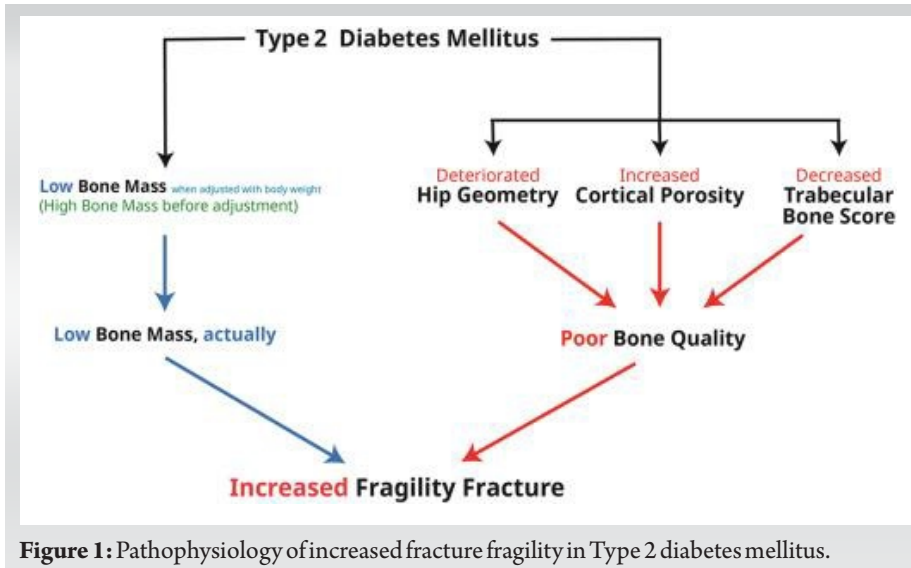 Type 2 Diabetes Mellitus
Low Bone Mass when adjusted with body weight
(High Bone Mass before adjustment)
Deteriorated
Hip Geometry
Increased
Cortical Porosity
Decreased
Trabecular
Bone Score
Low Bone Mass, actually
Poor Bone Quality
Increased Fragility Fracture
Figure 1: Pathophysiology of increased fracture fragility in Type 2 diabetes mellitus.